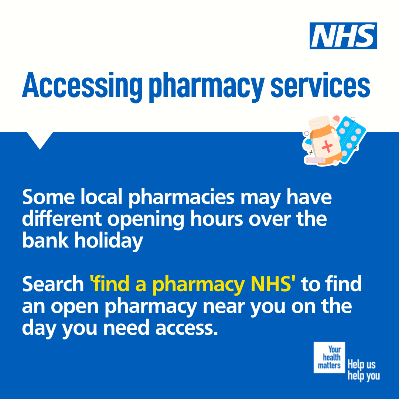 NHS
Accessing pharmacy services
Some local pharmacies may have
different opening hours over the
bank holiday
Search 'find a pharmacy NHS' to find
an open pharmacy near you on the
day you need access.
Your
health
matters
Help us
help you